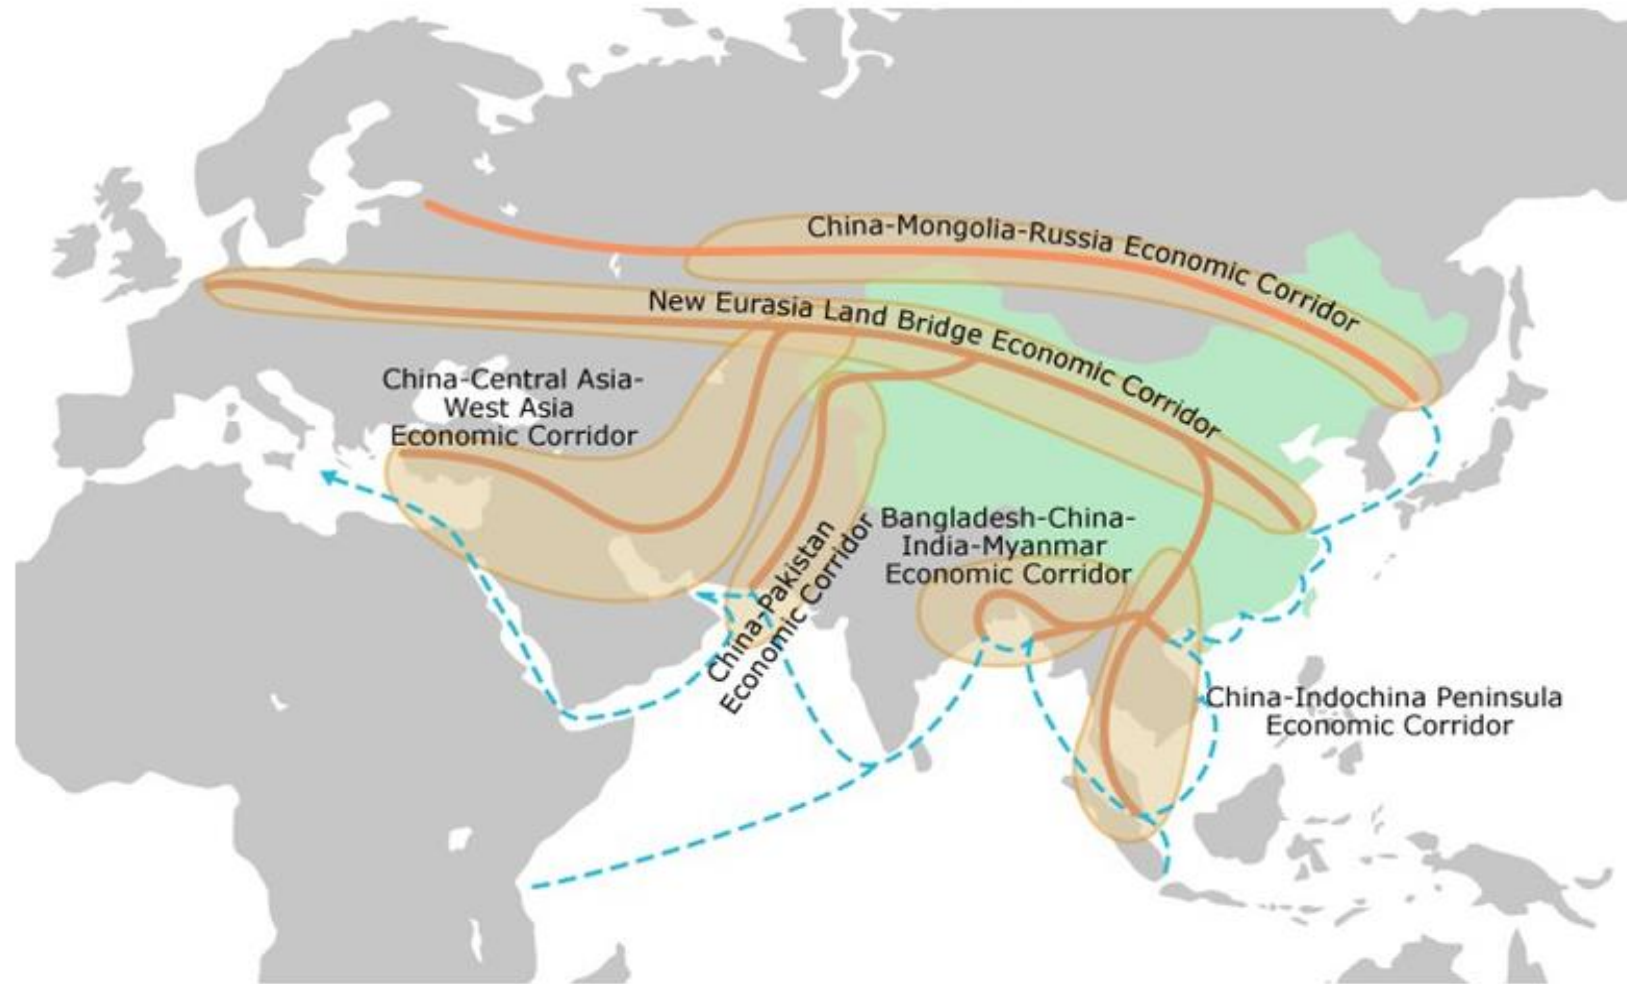 China-Mongolia-Russia Economic Corridor
New Eurasia Land Bridge Economic Corridor
China-Central Asia-
West Asia
Economic Corridor
China-Pakistan
Economic Corridor
Bangladesh-China-
India-Myanmar
Economic Corridor
China-Indochina Peninsula
Economic Corridor